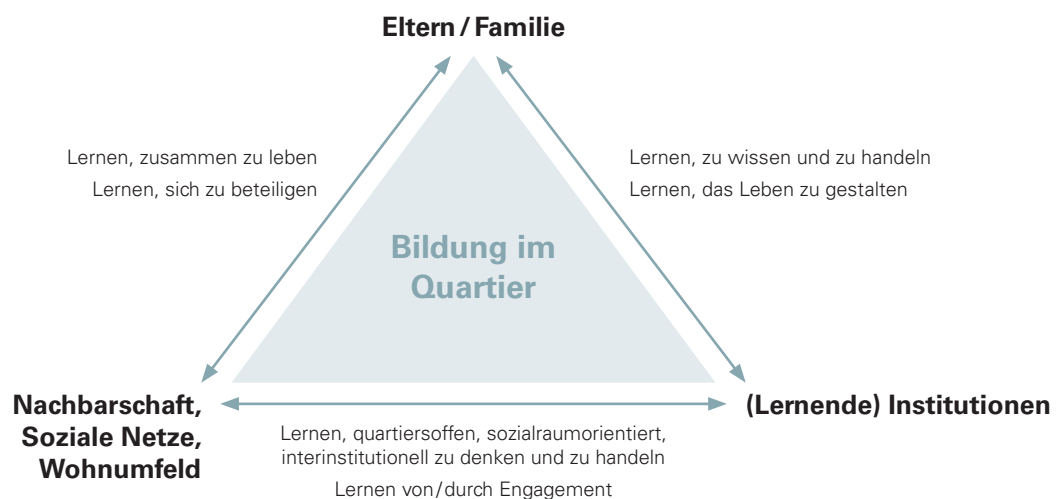 Eltern / Familie
Lernen, zusammen zu leben
Lernen, sich zu beteiligen
Lernen, zu wissen und zu handeln
Lernen, das Leben zu gestalten
Bildung im
Quartier
Nachbarschaft,
Soziale Netze,
Wohnumfeld
(Lernende) Institutionen
Lernen, quartiersoffen, sozialraumorientiert,
interinstitutionell zu denken und zu handeln
Lernen von/durch Engagement